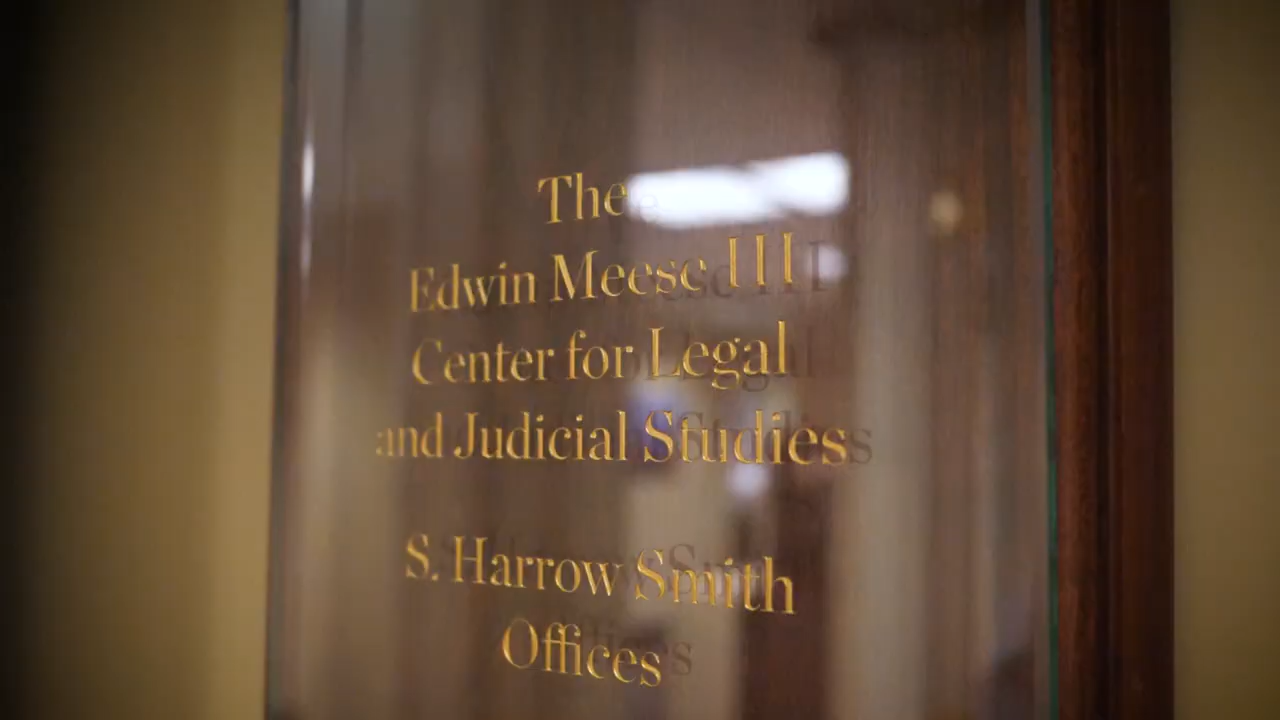 The
Edwin Meese III
Center for Legal
and Judicial Studies
S. Harrow Smith
Offices